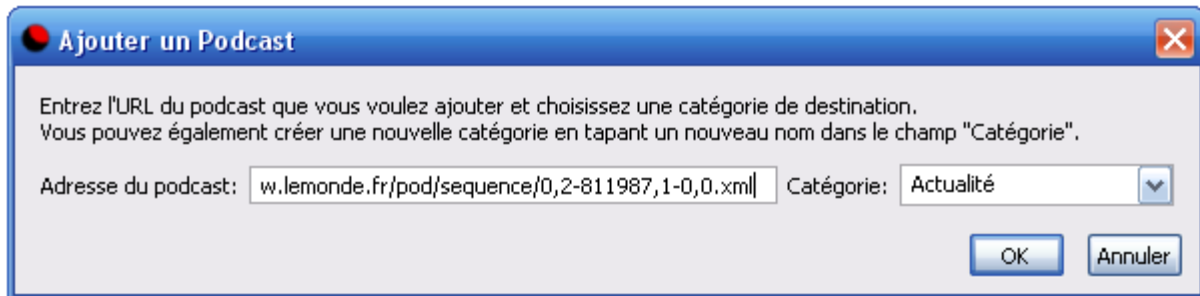 Ajouter un Podcast
Entrez l'URL du podcast que vous voulez ajouter et choisissez une catégorie de destination.
Vous pouvez également créer une nouvelle catégorie en tapant un nouveau nom dans le champ "Catégorie".
Adresse du podcast: w.lemonde.fr/pod/sequence/0,2-811987,1-0,0.xml Catégorie: Actualité
OK Annuler